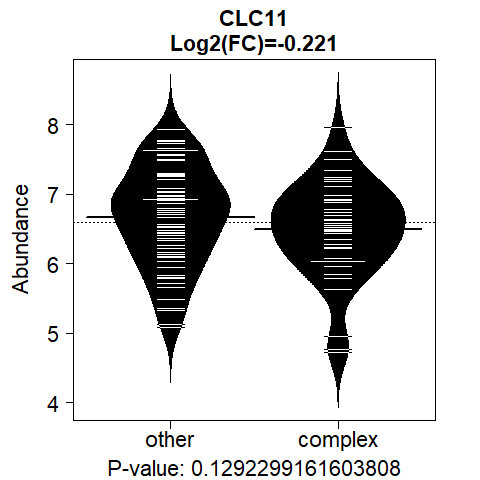 CLC11
Log2(FC)=-0.221
Abundance
8
7
6
5
4
other complex
P-value: 0.1292299161603808